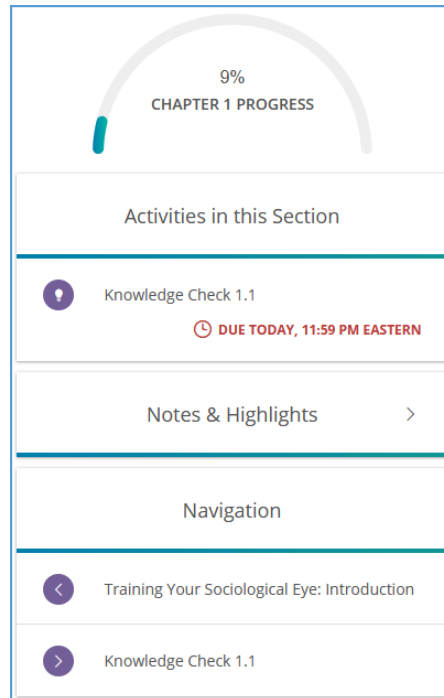 9%
CHAPTER 1 PROGRESS
Activities in this Section
Knowledge Check 1.1
DUE TODAY, 11:59 PM EASTERN
Notes & Highlights
Navigation
Training Your Sociological Eye: Introduction
Knowledge Check 1.1